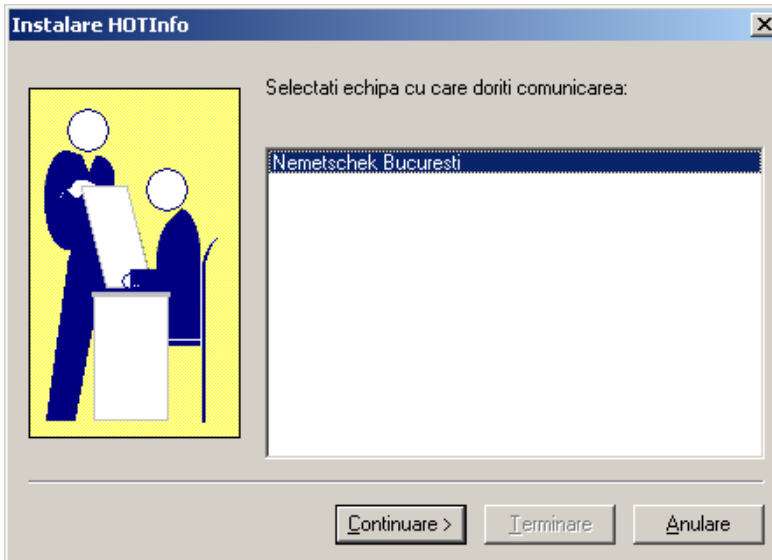 Instalare HOTInfo
Selectati echipa cu care doriti comunicarea:
Nemetschek Bucuresti
Continuare >
Terminare
Anulare